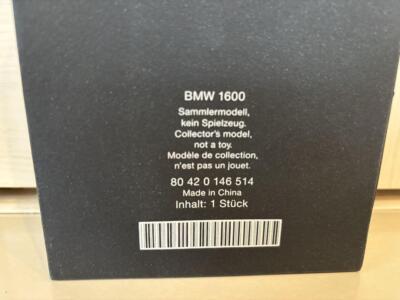 BMW 1600
Sammlermodell,
kein Spielzeug.
Collector's model,
not a toy.
Modèle de collection,
n'est pas un jouet.
80 42 0 146 514
Made in China
Inhalt: 1 Stück